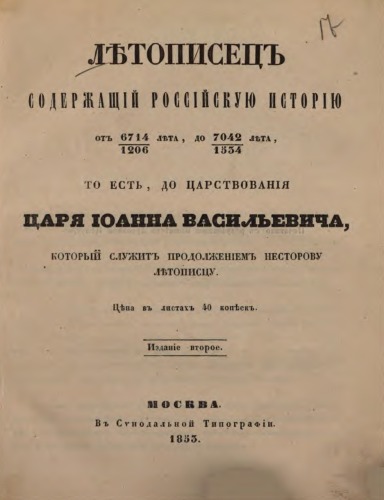 ЛѢТОПИСЕЦЪ
СОДЕРЖАЩІЙ РОССІЙСКУЮ ИСТОРІЮ
отъ 6714/1206 лѣта, до 7042/1534 лѣта,
ТО ЕСТЬ, ДО ЦАРСТВОВАНІЯ
ЦАРЯ ІОАННА ВАСИЛЬЕВИЧА,
КОТОРЫЙ СЛУЖИТЪ ПРОДОЛЖЕНІЕМЪ НЕСТОРОВУ
ЛѢТОПИСЦУ.
Цѣна въ листахъ 40 копѣекъ.
Изданіе второе.
МОСКВА.
Въ Сѵнодальной Типографіи.
1853.